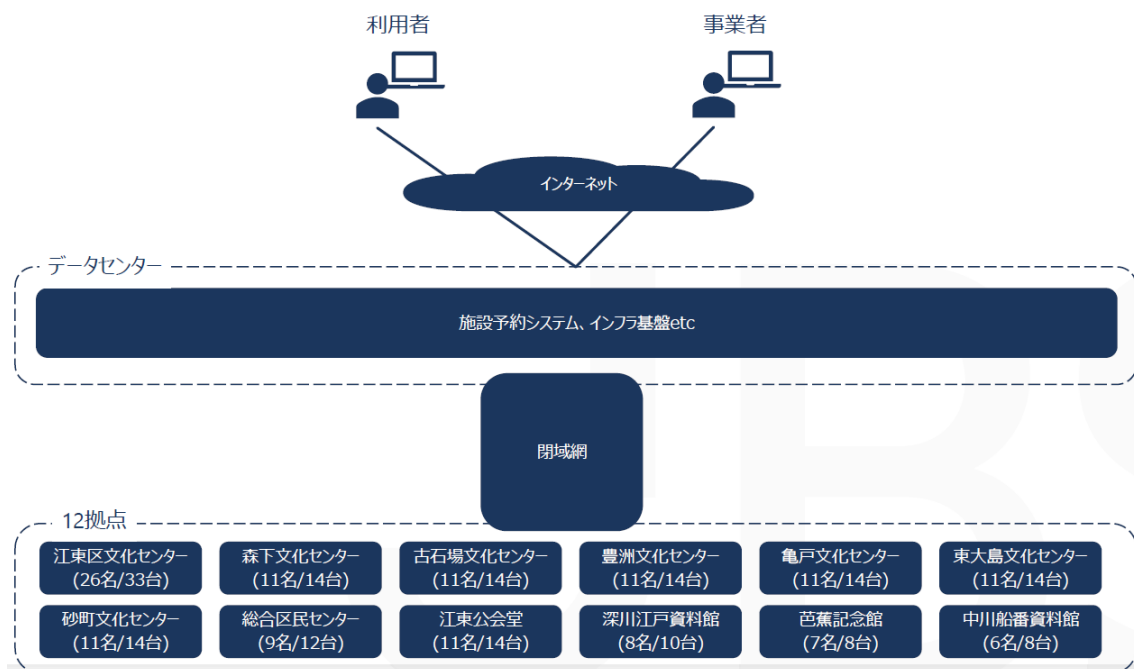 利用者
事業者
インターネット
データセンター
施設予約システム、インフラ基盤etc
閉域網
12拠点
江東区文化センター
(26名/33台)
森下文化センター
(11名/14台)
古石場文化センター
(11名/14台)
豊洲文化センター
(11名/14台)
亀戸文化センター
(11名/14台)
東大島文化センター
(11名/14台)
砂町文化センター
(11名/14台)
総合区民センター
(9名/12台)
江東公会堂
(11名/14台)
深川江戸資料館
(8名/10台)
芭蕉記念館
(7名/8台)
中川船番資料館
(6名/8台)